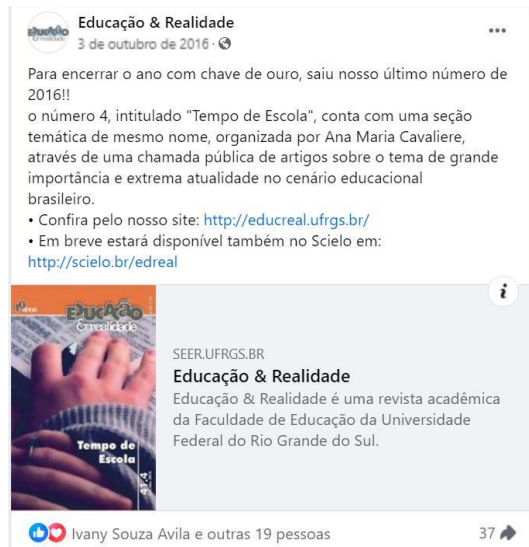 Educação & Realidade
3 de outubro de 2016
Para encerrar o ano com chave de ouro, saiu nosso último número de
2016!!
o número 4, intitulado "Tempo de Escola", conta com uma seção
temática de mesmo nome, organizada por Ana Maria Cavaliere,
através de uma chamada pública de artigos sobre o tema de grande
importância e extrema atualidade no cenário educacional
brasileiro.
• Confira pelo nosso site: http://educreal.ufrgs.br/
• Em breve estará disponível também no Scielo em:
http://scielo.br/edreal
Educação
& realidade
Tempo de
Escola
41.4
SEER.UFRGS.BR
Educação & Realidade
Educação & Realidade é uma revista acadêmica
da Faculdade de Educação da Universidade
Federal do Rio Grande do Sul.
Ivany Souza Avila e outras 19 pessoas
37